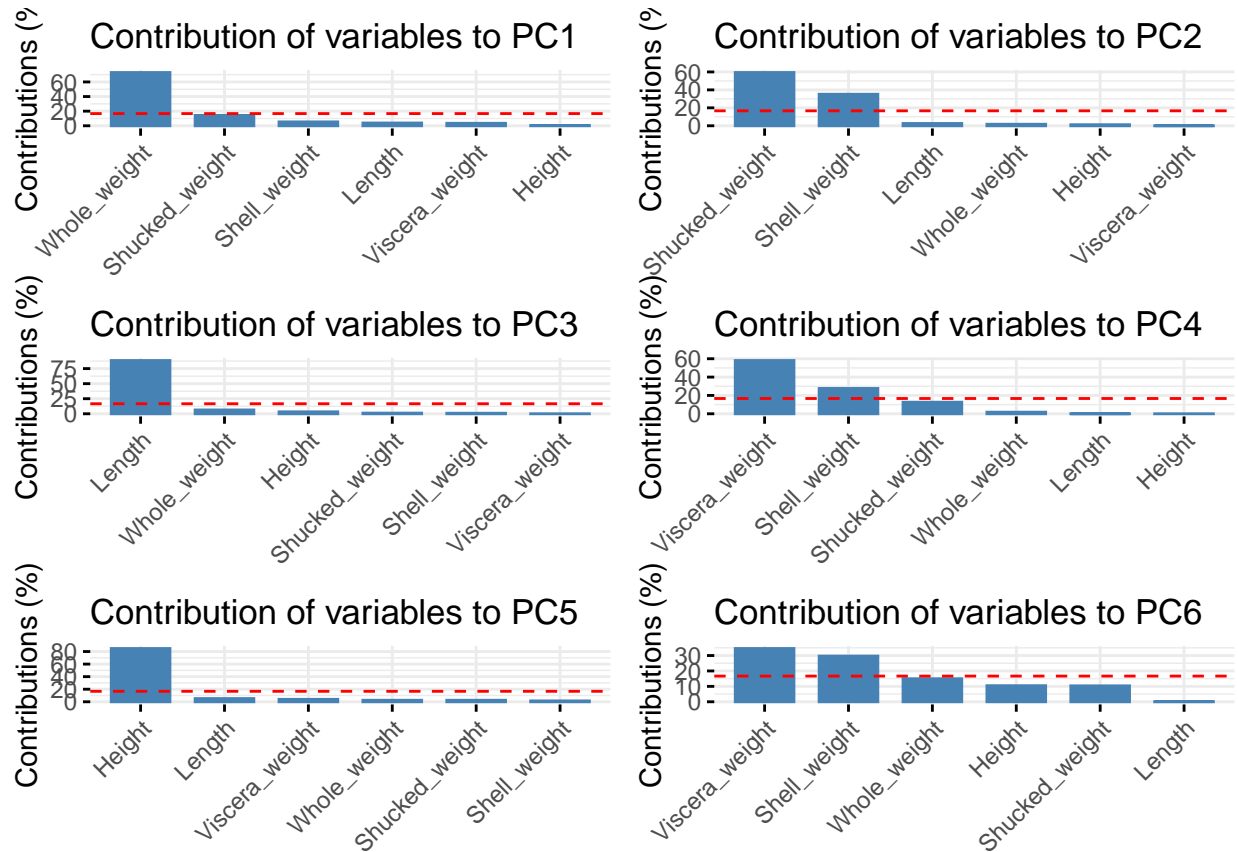 Contribution of variables to PC1
Contributions (%
60
40
20
0
Whole_weight
Shucked_weight
Shell_weight
Length
Viscera_weight
Height
Contribution of variables to PC2
Contributions (%)
60
40
20
0
Shucked_weight
Shell_weight
Length
Whole_weight
Height
Viscera_weight
Contribution of variables to PC3
Contributions (%)
75
50
25
0
Length
Whole_weight
Height
Shucked_weight
Shell_weight
Viscera_weight
Contribution of variables to PC4
Contributions (%)
60
40
20
0
Viscera_weight
Shell_weight
Shucked_weight
Whole_weight
Length
Height
Contribution of variables to PC5
Contributions (%)
80
60
40
20
0
Height
Length
Viscera_weight
Whole_weight
Shucked_weight
Shell_weight
Contribution of variables to PC6
Contributions (%)
30
20
10
0
Viscera_weight
Shell_weight
Whole_weight
Height
Shucked_weight
Length